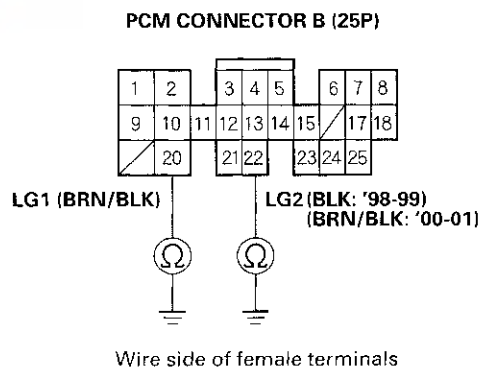 PCM CONNECTOR B (25P)
1 2 3 4 5 6 7 8
9 10 11 12 13 14 15 17 18
20 21 22 23 24 25
LG1 (BRN/BLK)
LG2 (BLK: '98-99)
(BRN/BLK: '00-01)
Ω Ω
Wire side of female terminals